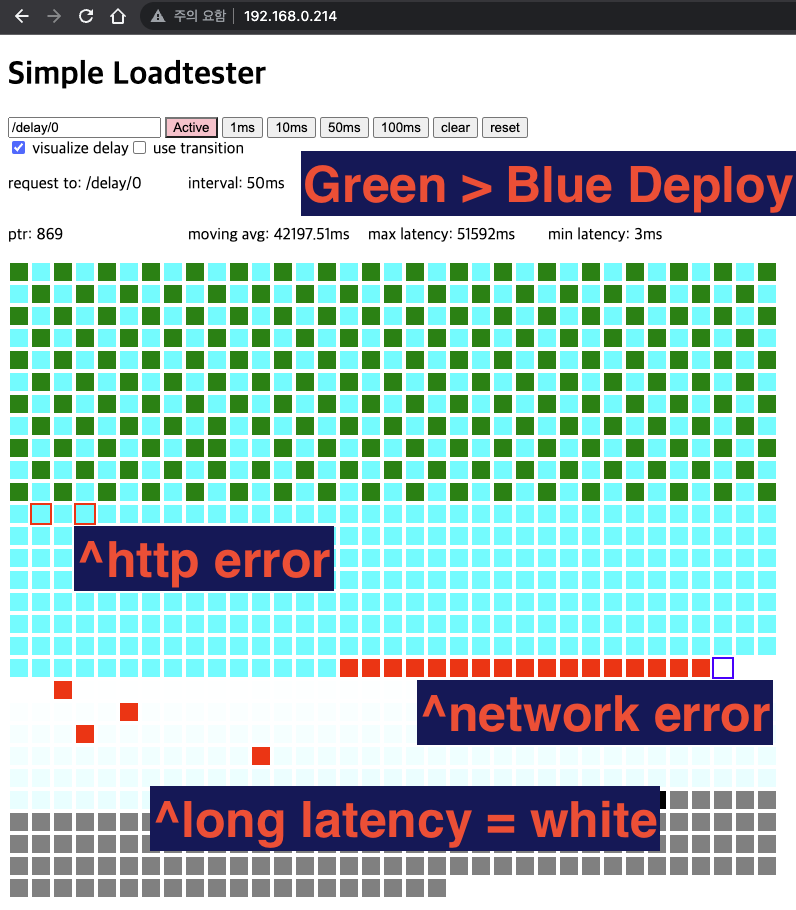 주의 요함 192.168.0.214
Simple Loadtester
/delay/0 Active 1ms 10ms 50ms 100ms clear reset
visualize delay use transition
request to: /delay/0 interval: 50ms
Green > Blue Deploy
ptr: 869 moving avg: 42197.51ms max latency: 51592ms min latency: 3ms
^http error
^network error
^long latency = white